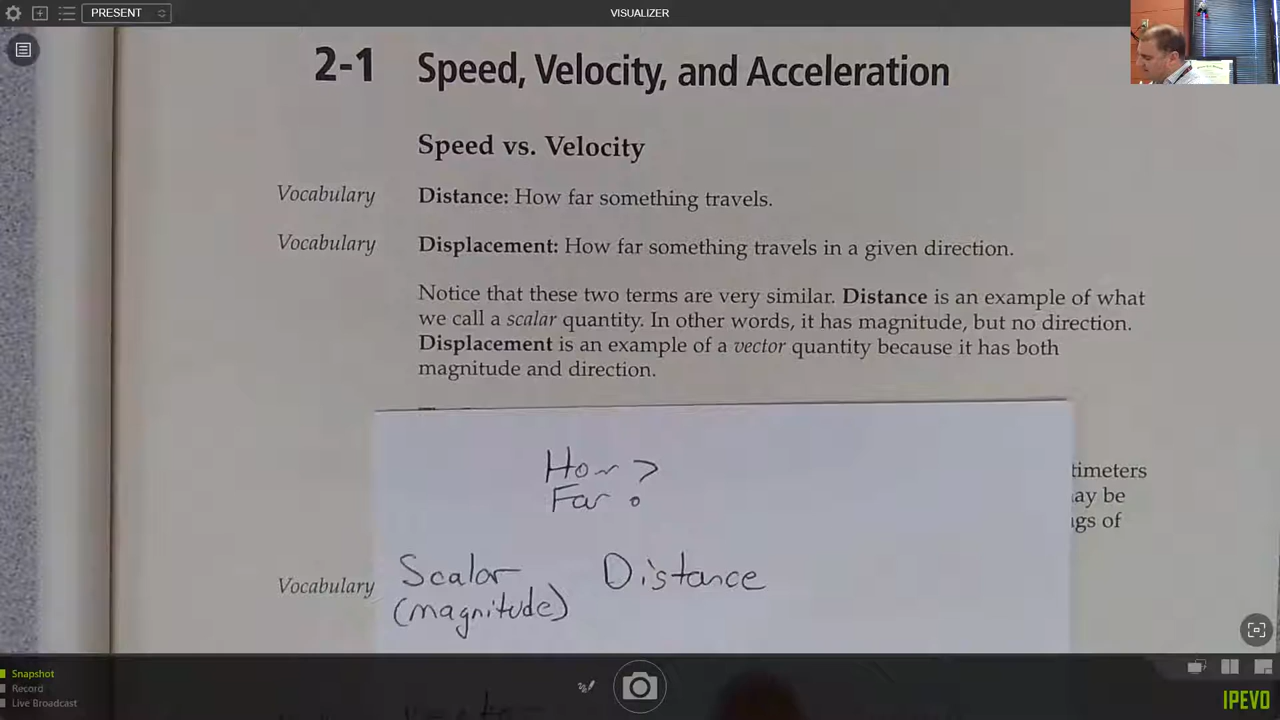 PRESENT
VISUALIZER
2-1 Speed, Velocity, and Acceleration
Speed vs. Velocity
Vocabulary Distance: How far something travels.
Vocabulary Displacement: How far something travels in a given direction.
Notice that these two terms are very similar. Distance is an example of what
we call a scalar quantity. In other words, it has magnitude, but no direction.
Displacement is an example of a vector quantity because it has both
magnitude and direction.
How ?
Far
timeters
ay be
gs of
Vocabulary
Scalar Distance
(magnitude)
Snapshot
Record
Live Broadcast
IPEVO